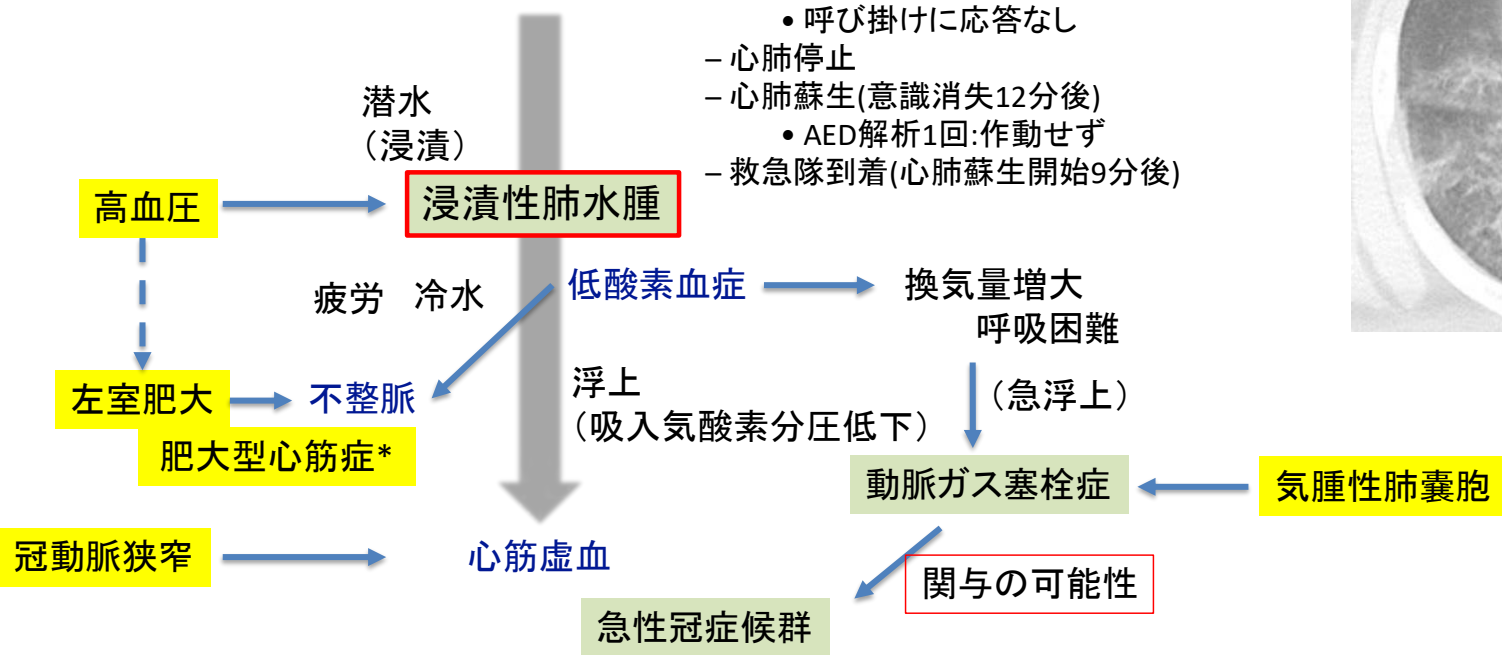 • 呼び掛けに応答なし
– 心肺停止
– 心肺蘇生(意識消失12分後)
• AED解析1回:作動せず
– 救急隊到着(心肺蘇生開始9分後)
潜水
（浸漬）
高血圧
浸漬性肺水腫
疲労 冷水
低酸素血症
換気量増大
呼吸困難
左室肥大
不整脈
肥大型心筋症*
浮上
（吸入気酸素分圧低下）
（急浮上）
動脈ガス塞栓症
気腫性肺嚢胞
冠動脈狭窄
心筋虚血
関与の可能性
急性冠症候群